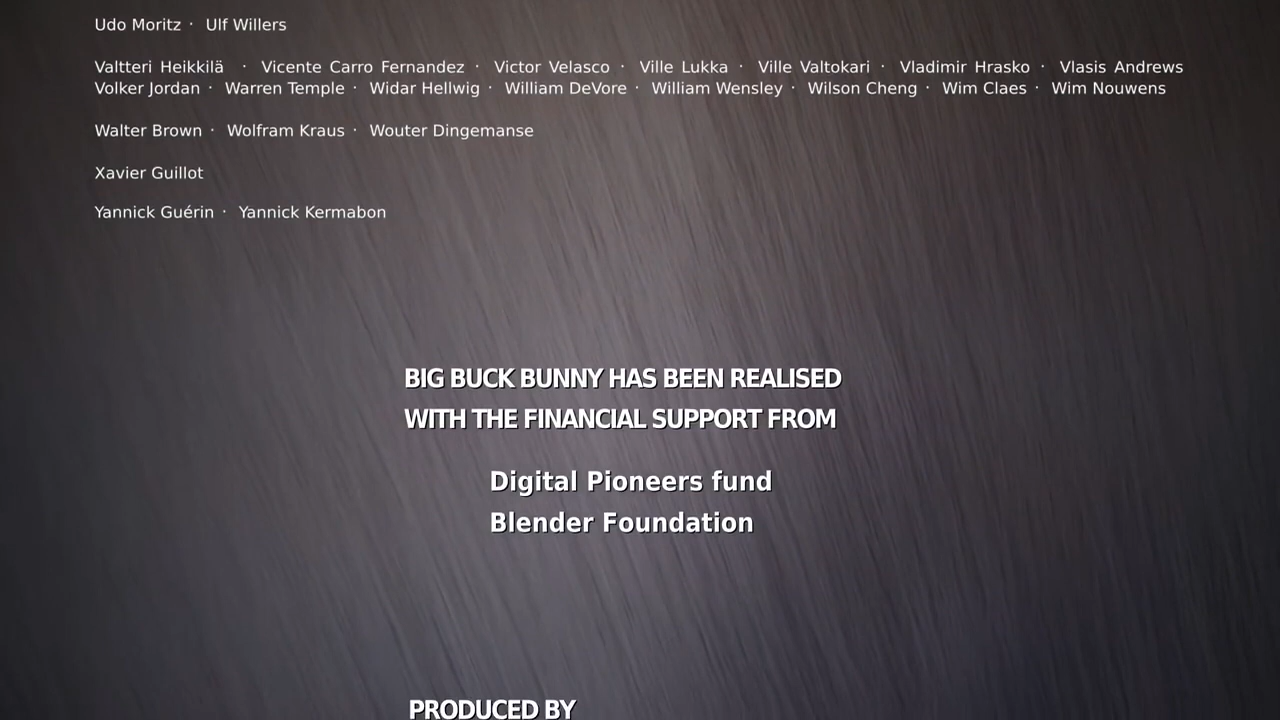 Udo Moritz · Ulf Willers
Valtteri Heikkilä · Vicente Carro Fernandez · Victor Velasco · Ville Lukka · Ville Valtokari · Vladimir Hrasko · Vlasis Andrews
Volker Jordan · Warren Temple · Widar Hellwig · William DeVore · William Wensley · Wilson Cheng · Wim Claes · Wim Nouwens
Walter Brown · Wolfram Kraus · Wouter Dingemanse
Xavier Guillot
Yannick Guérin · Yannick Kermabon
BIG BUCK BUNNY HAS BEEN REALISED
WITH THE FINANCIAL SUPPORT FROM
Digital Pioneers fund
Blender Foundation
PRODUCED BY